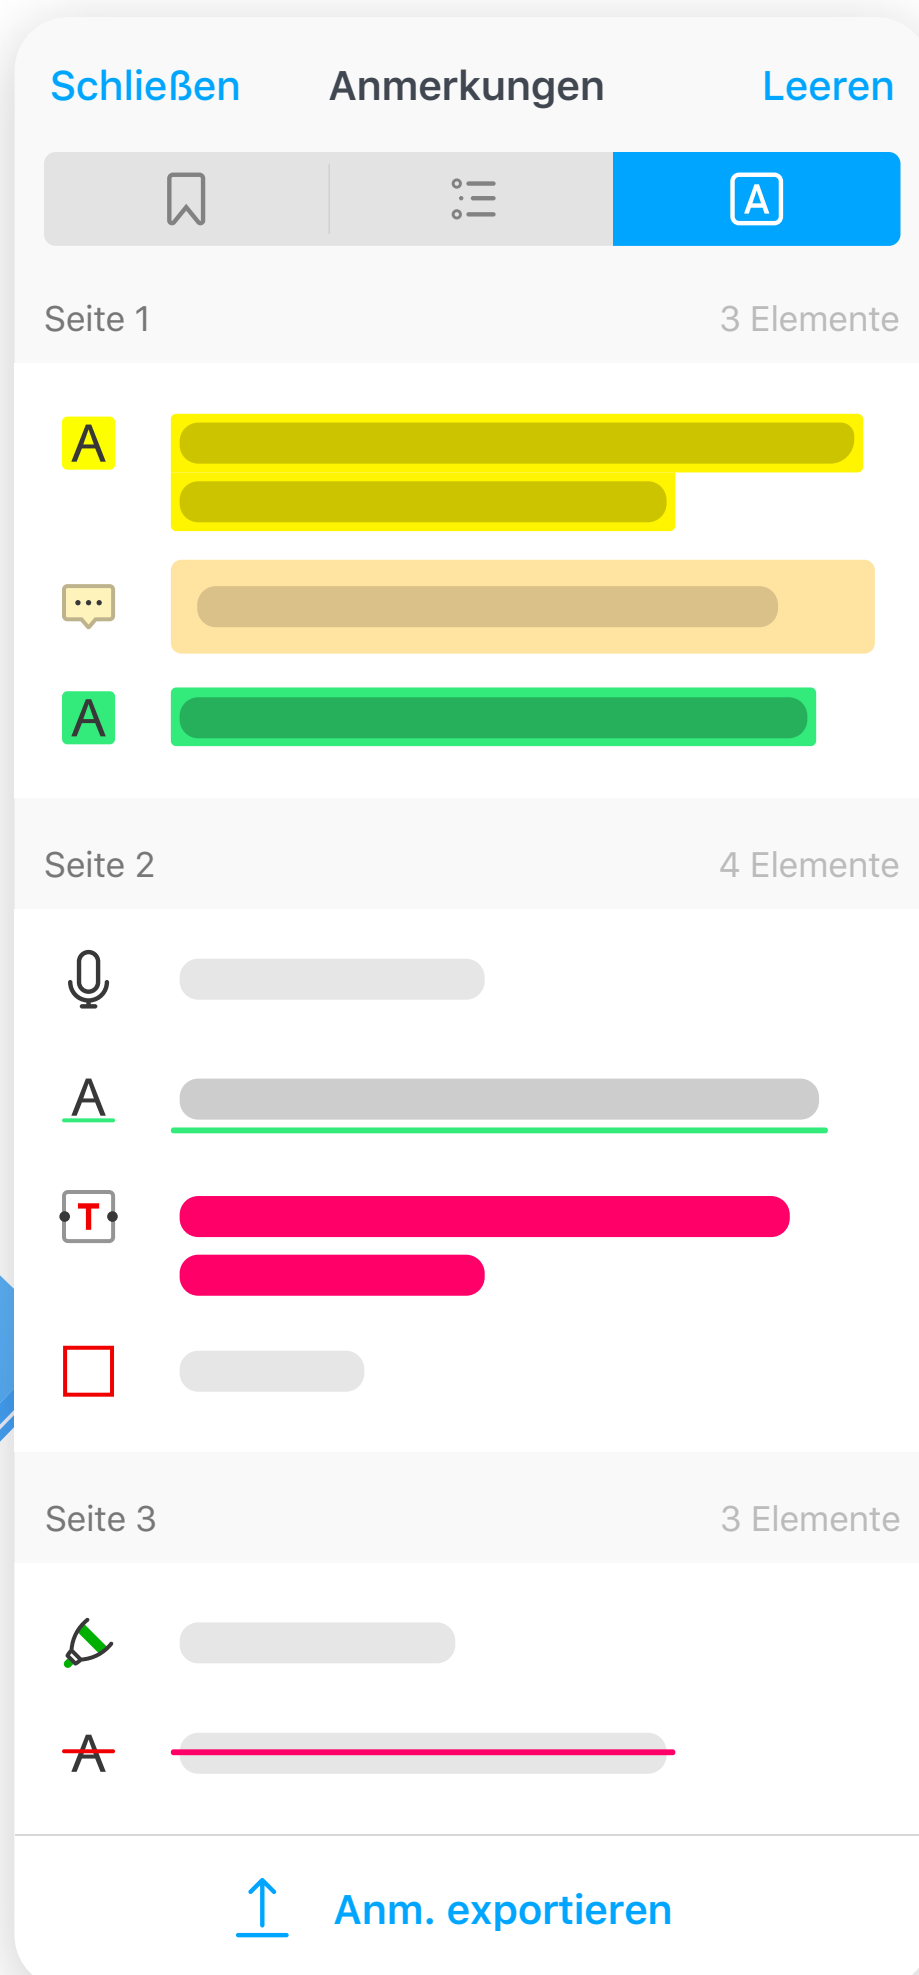 Schließen Anmerkungen Leeren
A
Seite 1 3 Elemente
A
A
Seite 2 4 Elemente
A
T
Seite 3 3 Elemente
A
Anm. exportieren